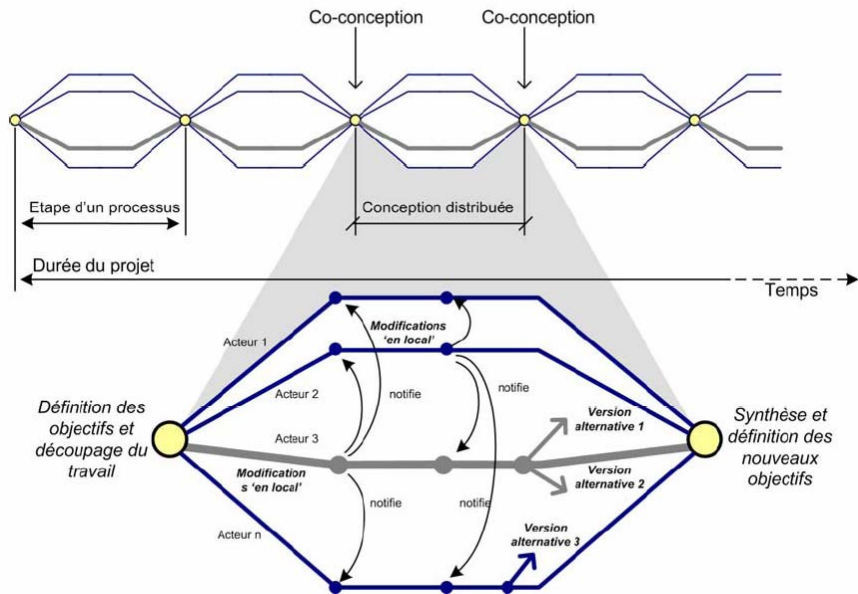 Co-conception
Co-conception
Etape d'un processus
Conception distribuée
Durée du projet
Temps
Acteur 1
Modifications
'en local'
Acteur 2
notifie
notifie
Définition des
objectifs et
découpage du
travail
Acteur 3
Version
alternative 1
Synthèse et
définition des
nouveaux
objectifs
Modification
s 'en local'
Version
alternative 2
notifie
notifie
Acteur n
Version
alternative 3